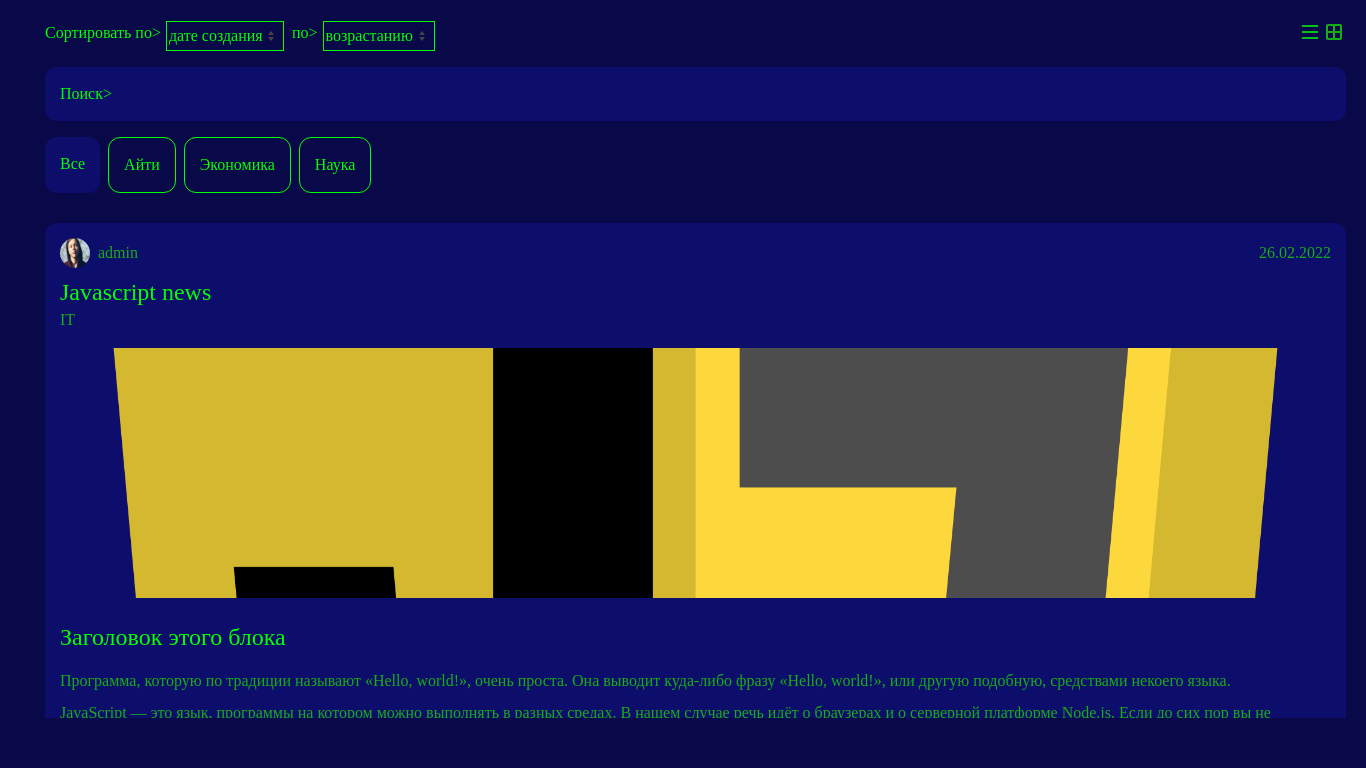 Сортировать по> дате создания по> возрастанию
Поиск>
Все Айти Экономика Наука
admin 26.02.2022
Javascript news
IT
Заголовок этого блока
Программа, которую по традиции называют «Hello, world!», очень проста. Она выводит куда-либо фразу «Hello, world!», или другую подобную, средствами некоего языка.
JavaScript — это язык, программы на котором можно выполнять в разных средах. В нашем случае речь идёт о браузерах и о серверной платформе Node.js. Если до сих пор вы не